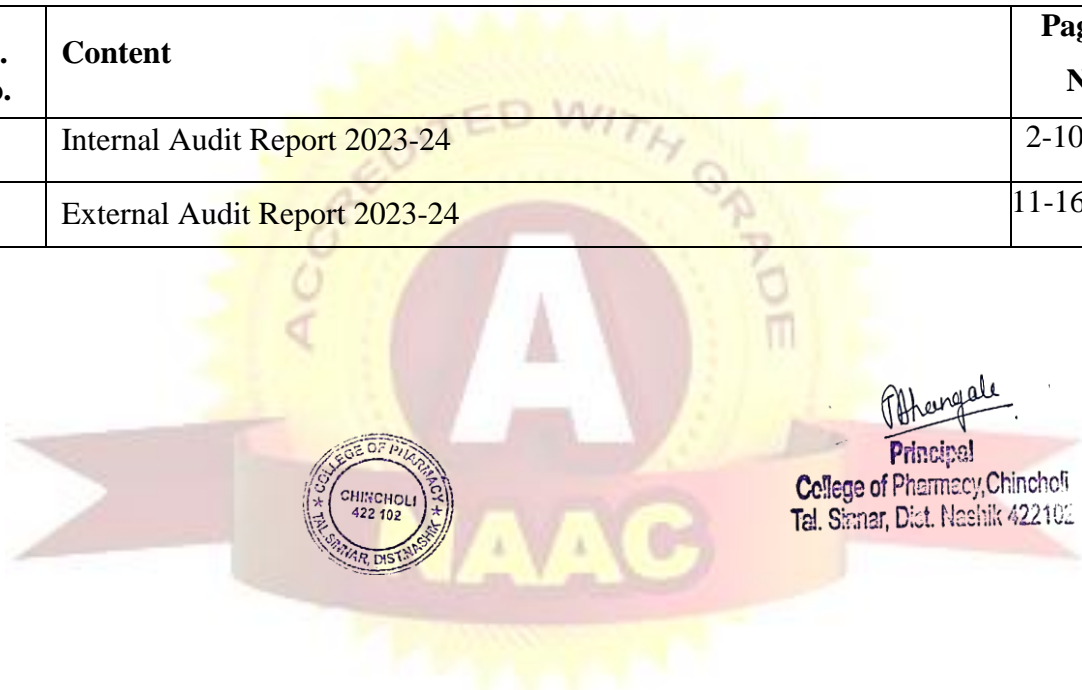 Content
Internal Audit Report 2023-24
2-10
External Audit Report 2023-24
11-16
ACCREDITED WITH GRADE
A
NAAC
COLLEGE OF PHARMACY
CHINCHOLI
422 102
TAL. SINNAR, DIST. NASHIK
Principal
College of Pharmacy, Chincholi
Tal. Sinnar, Dist. Nashik 422102